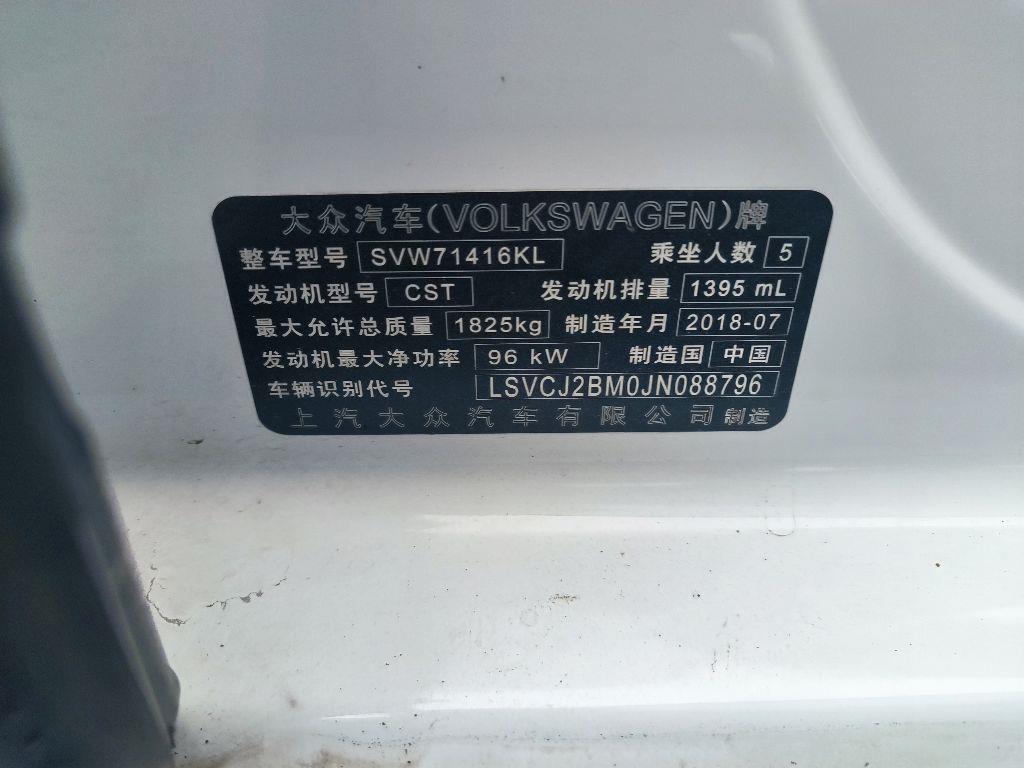 大众汽车(VOLKSWAGEN)牌
整车型号 SVW71416KL 乘坐人数 5
发动机型号 CST 发动机排量 1395 mL
最大允许总质量 1825kg 制造年月 2018-07
发动机最大净功率 96 kW 制造国 中国
车辆识别代号 LSVCJ2BM0JN088796
上汽大众汽车有限公司制造